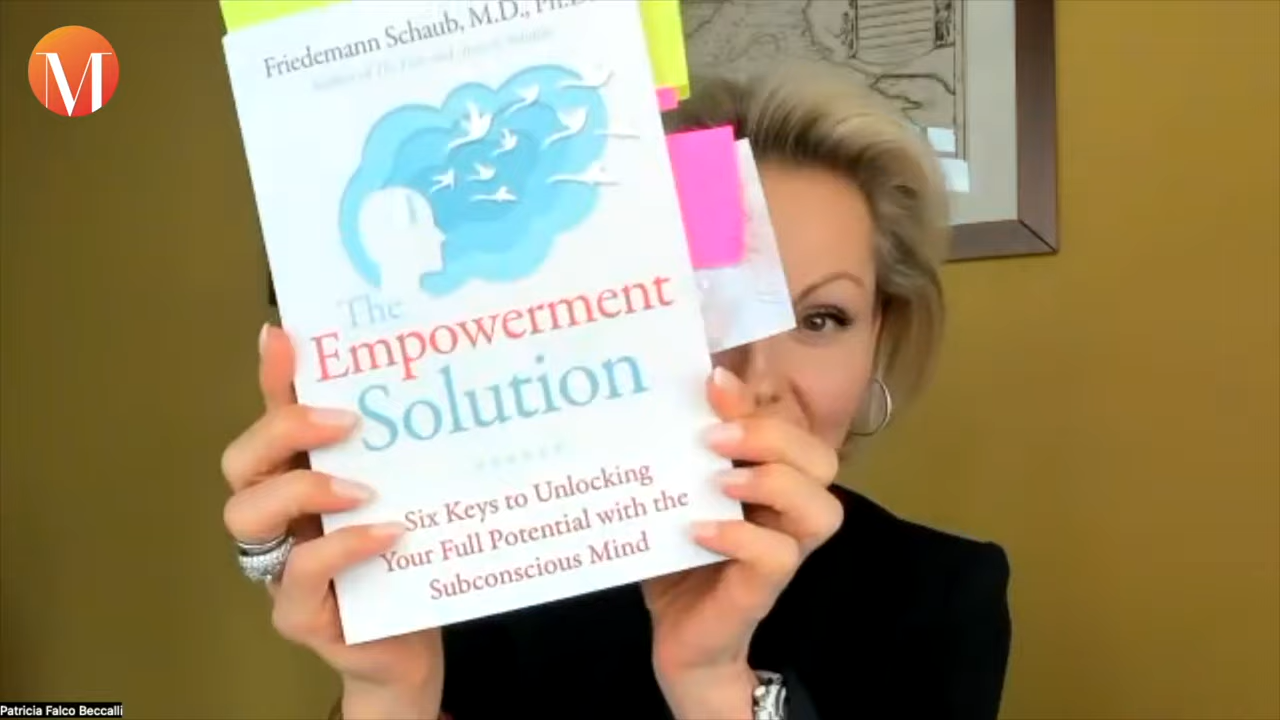 M
Friedemann Schaub, M.D., Ph.D.
The
Empowerment
Solution
Six Keys to Unlocking
Your Full Potential with the
Subconscious Mind
Patricia Falco Beccalli